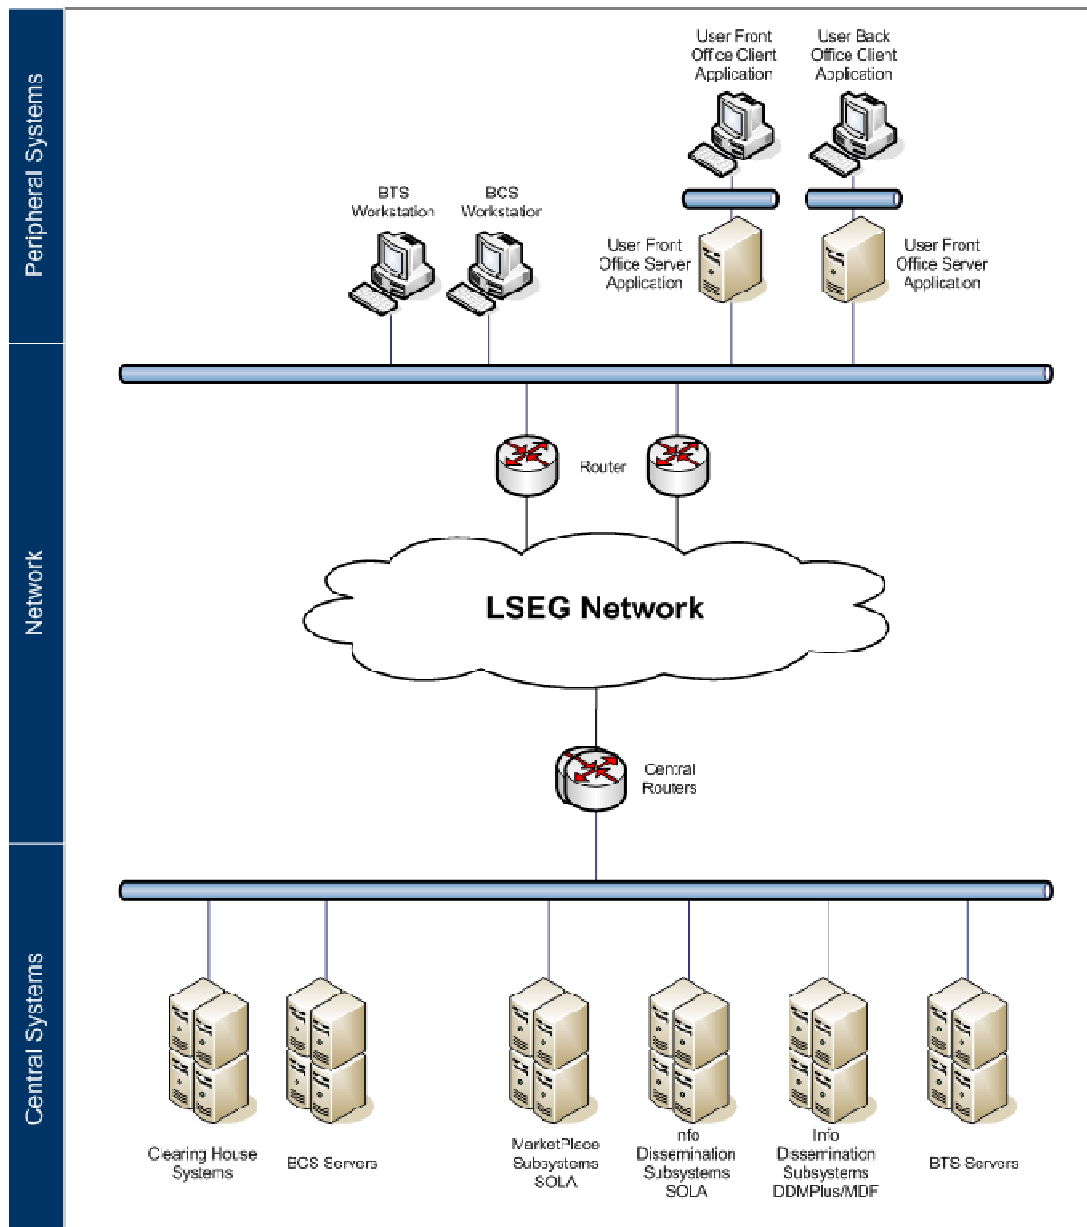 Peripheral Systems
User Front
Office Client
Application
User Back
Office Client
Application
BTS
Workstation
BCS
Workstation
User Front
Office Server
Application
User Front
Office Server
Application
Network
Router
LSEG Network
Central
Routers
Central Systems
Clearing House
Systems
BCS Servers
MarketPlace
Subsystems
SOLA
Info
Dissemination
Subsystems
SOLA
Info
Dissemination
Subsystems
DDMPlus/MDF
BTS Servers